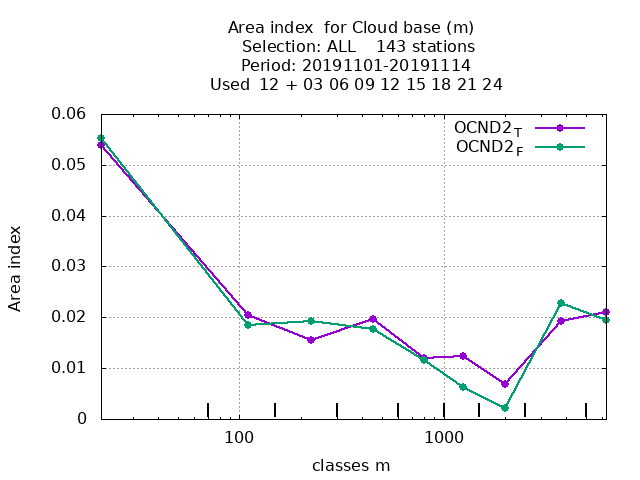 Area index  for Cloud base (m)
Selection: ALL    143 stations
Period: 20191101-20191114
Used  12 + 03 06 09 12 15 18 21 24
OCND2T
OCND2F
0.06
0.05
0.04
0.03
0.02
0.01
0
Area index
100
1000
classes m